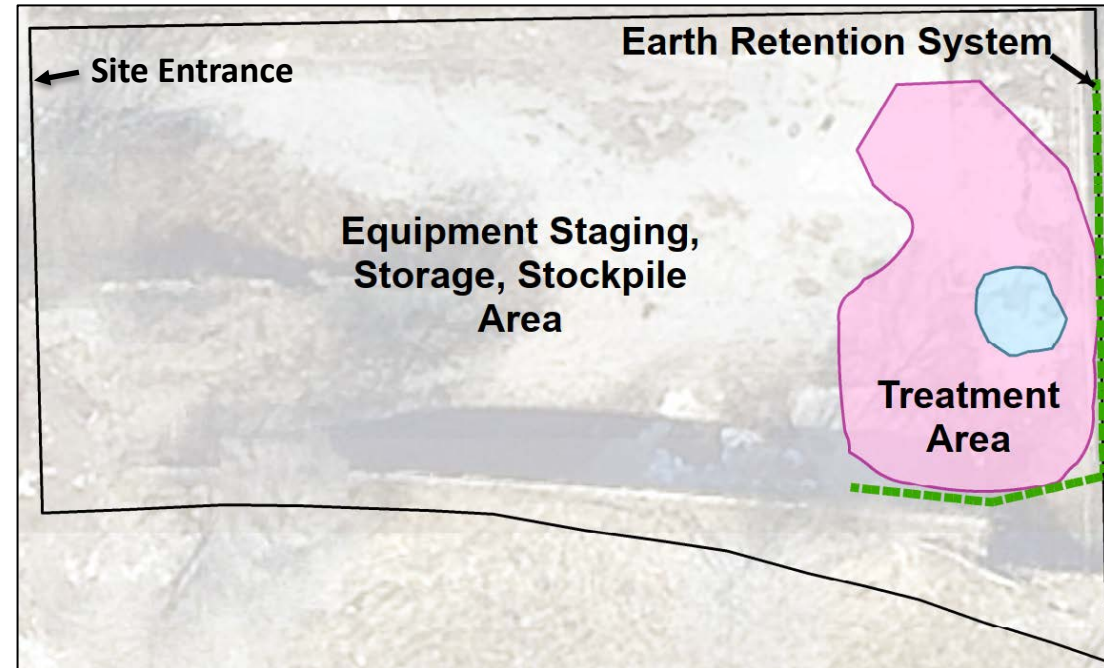 Earth Retention System
Site Entrance
Equipment Staging,
Storage, Stockpile
Area
Treatment
Area